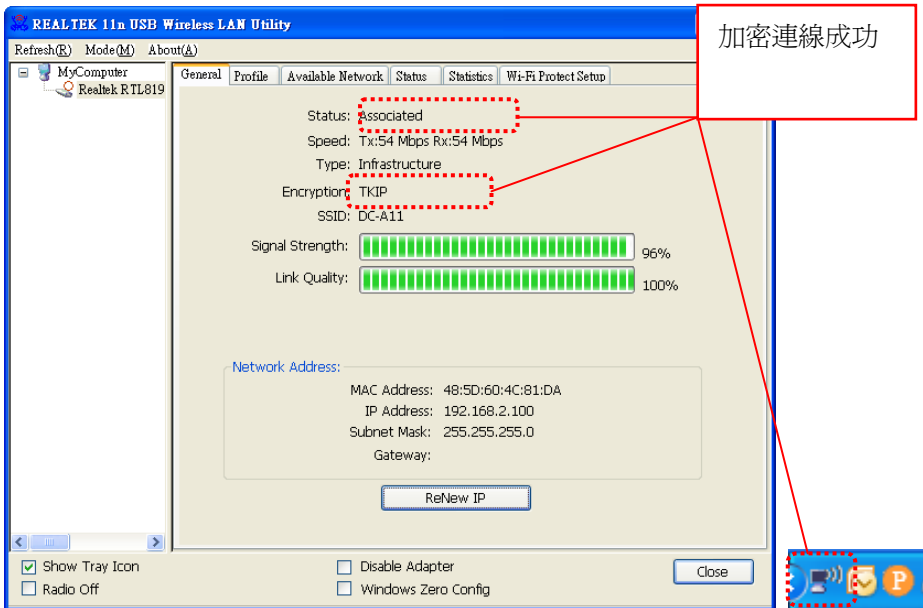 REALTEK 11n USB Wireless LAN Utility
加密連線成功
Refresh(R) Mode(M) About(A)
MyComputer
Realtek RTL819
General Profile Available Network Status Statistics Wi-Fi Protect Setup
Status: Associated
Speed: Tx:54 Mbps Rx:54 Mbps
Type: Infrastructure
Encryption: TKIP
SSID: DC-A11
Signal Strength: 96%
Link Quality: 100%
Network Address:
MAC Address: 48:5D:60:4C:81:DA
IP Address: 192.168.2.100
Subnet Mask: 255.255.255.0
Gateway:
ReNew IP
Show Tray Icon
Radio Off
Disable Adapter
Windows Zero Config
Close
P